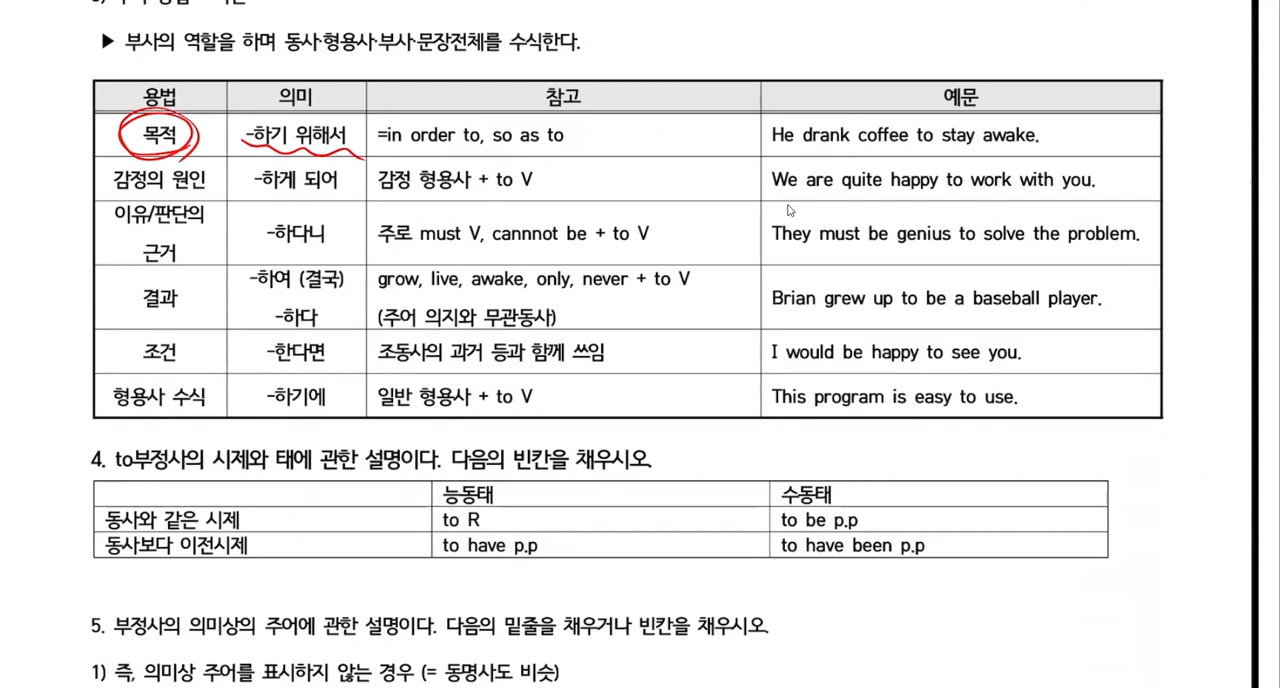 ▶ 부사의 역할을 하며 동사·형용사·부사·문장전체를 수식한다.
용법 의미 참고 예문
목적 -하기 위해서 =in order to, so as to He drank coffee to stay awake.
감정의 원인 -하게 되어 감정 형용사 + to V We are quite happy to work with you.
이유/판단의
근거 -하다니 주로 must V, cannnot be + to V They must be genius to solve the problem.
결과 -하여 (결국) grow, live, awake, only, never + to V Brian grew up to be a baseball player.
-하다 (주어 의지와 무관동사)
조건 -한다면 조동사의 과거 등과 함께 쓰임 I would be happy to see you.
형용사 수식 -하기에 일반 형용사 + to V This program is easy to use.
4. to부정사의 시제와 태에 관한 설명이다. 다음의 빈칸을 채우시오.
능동태 수동태
동사와 같은 시제 to R to be p.p
동사보다 이전시제 to have p.p to have been p.p
5. 부정사의 의미상의 주어에 관한 설명이다. 다음의 밑줄을 채우거나 빈칸을 채우시오.
1) 즉, 의미상 주어를 표시하지 않는 경우 (= 동명사도 비슷)